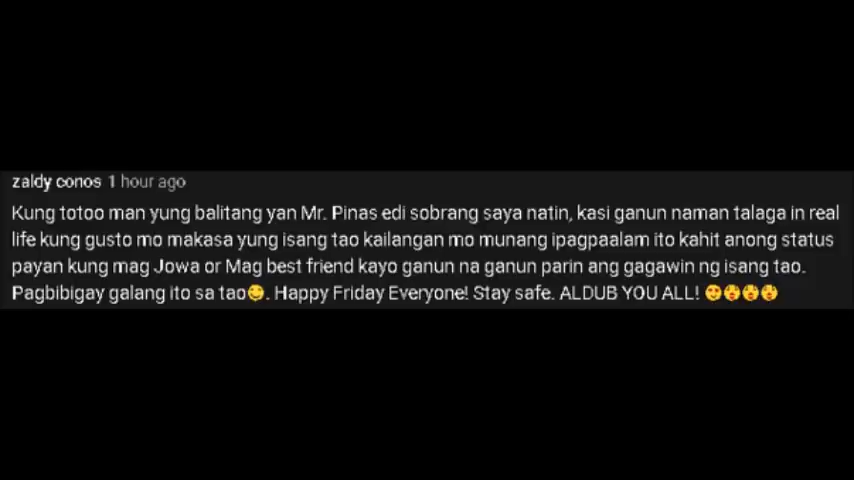 zaldy conos 1 hour ago
Kung totoo man yung balitang yan Mr. Pinas edi sobrang saya natin, kasi ganun naman talaga in real
life kung gusto mo makasa yung isang tao kailangan mo munang ipagpaalam ito kahit anong status
payan kung mag Jowa or Mag best friend kayo ganun na ganun parin ang gagawin ng isang tao.
Pagbibigay galang ito sa tao😊. Happy Friday Everyone! Stay safe. ALDUB YOU ALL! 😍😘😘😘